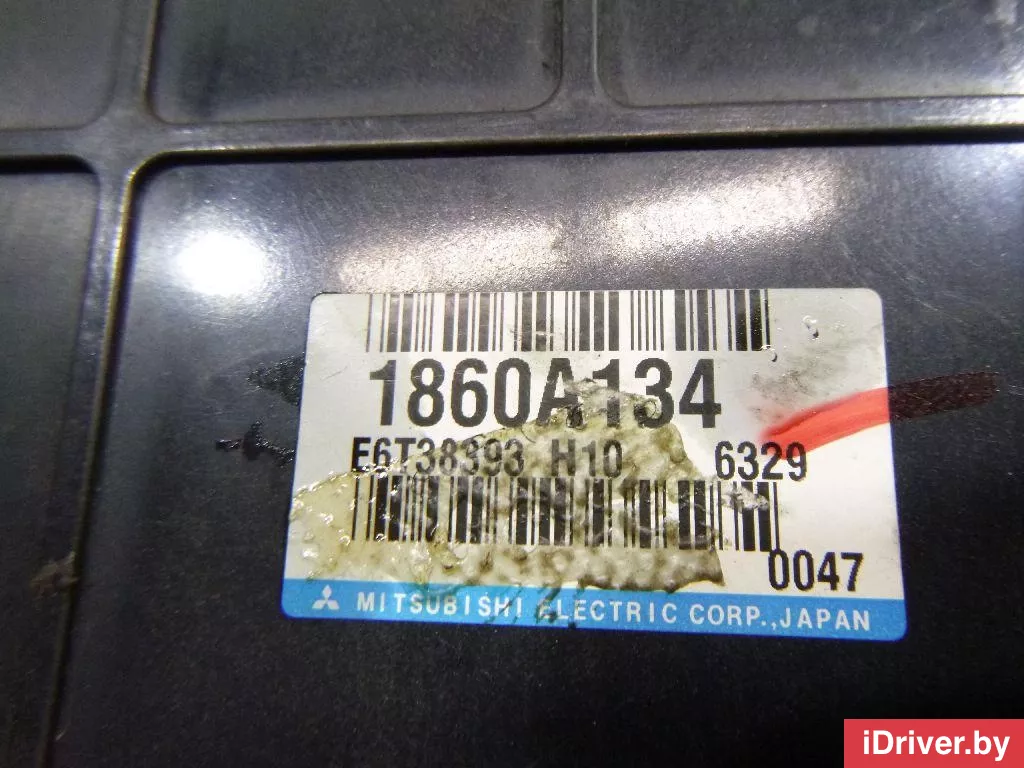 1860A134
E6T38393 H10 6329
0047
MITSUBISHI ELECTRIC CORP.,JAPAN
iDriver.by